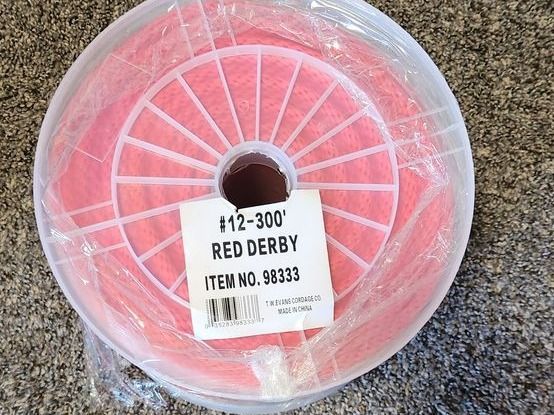 #12-300'
RED DERBY
ITEM NO. 98333
T.W. EVANS CORDAGE CO.
MADE IN CHINA